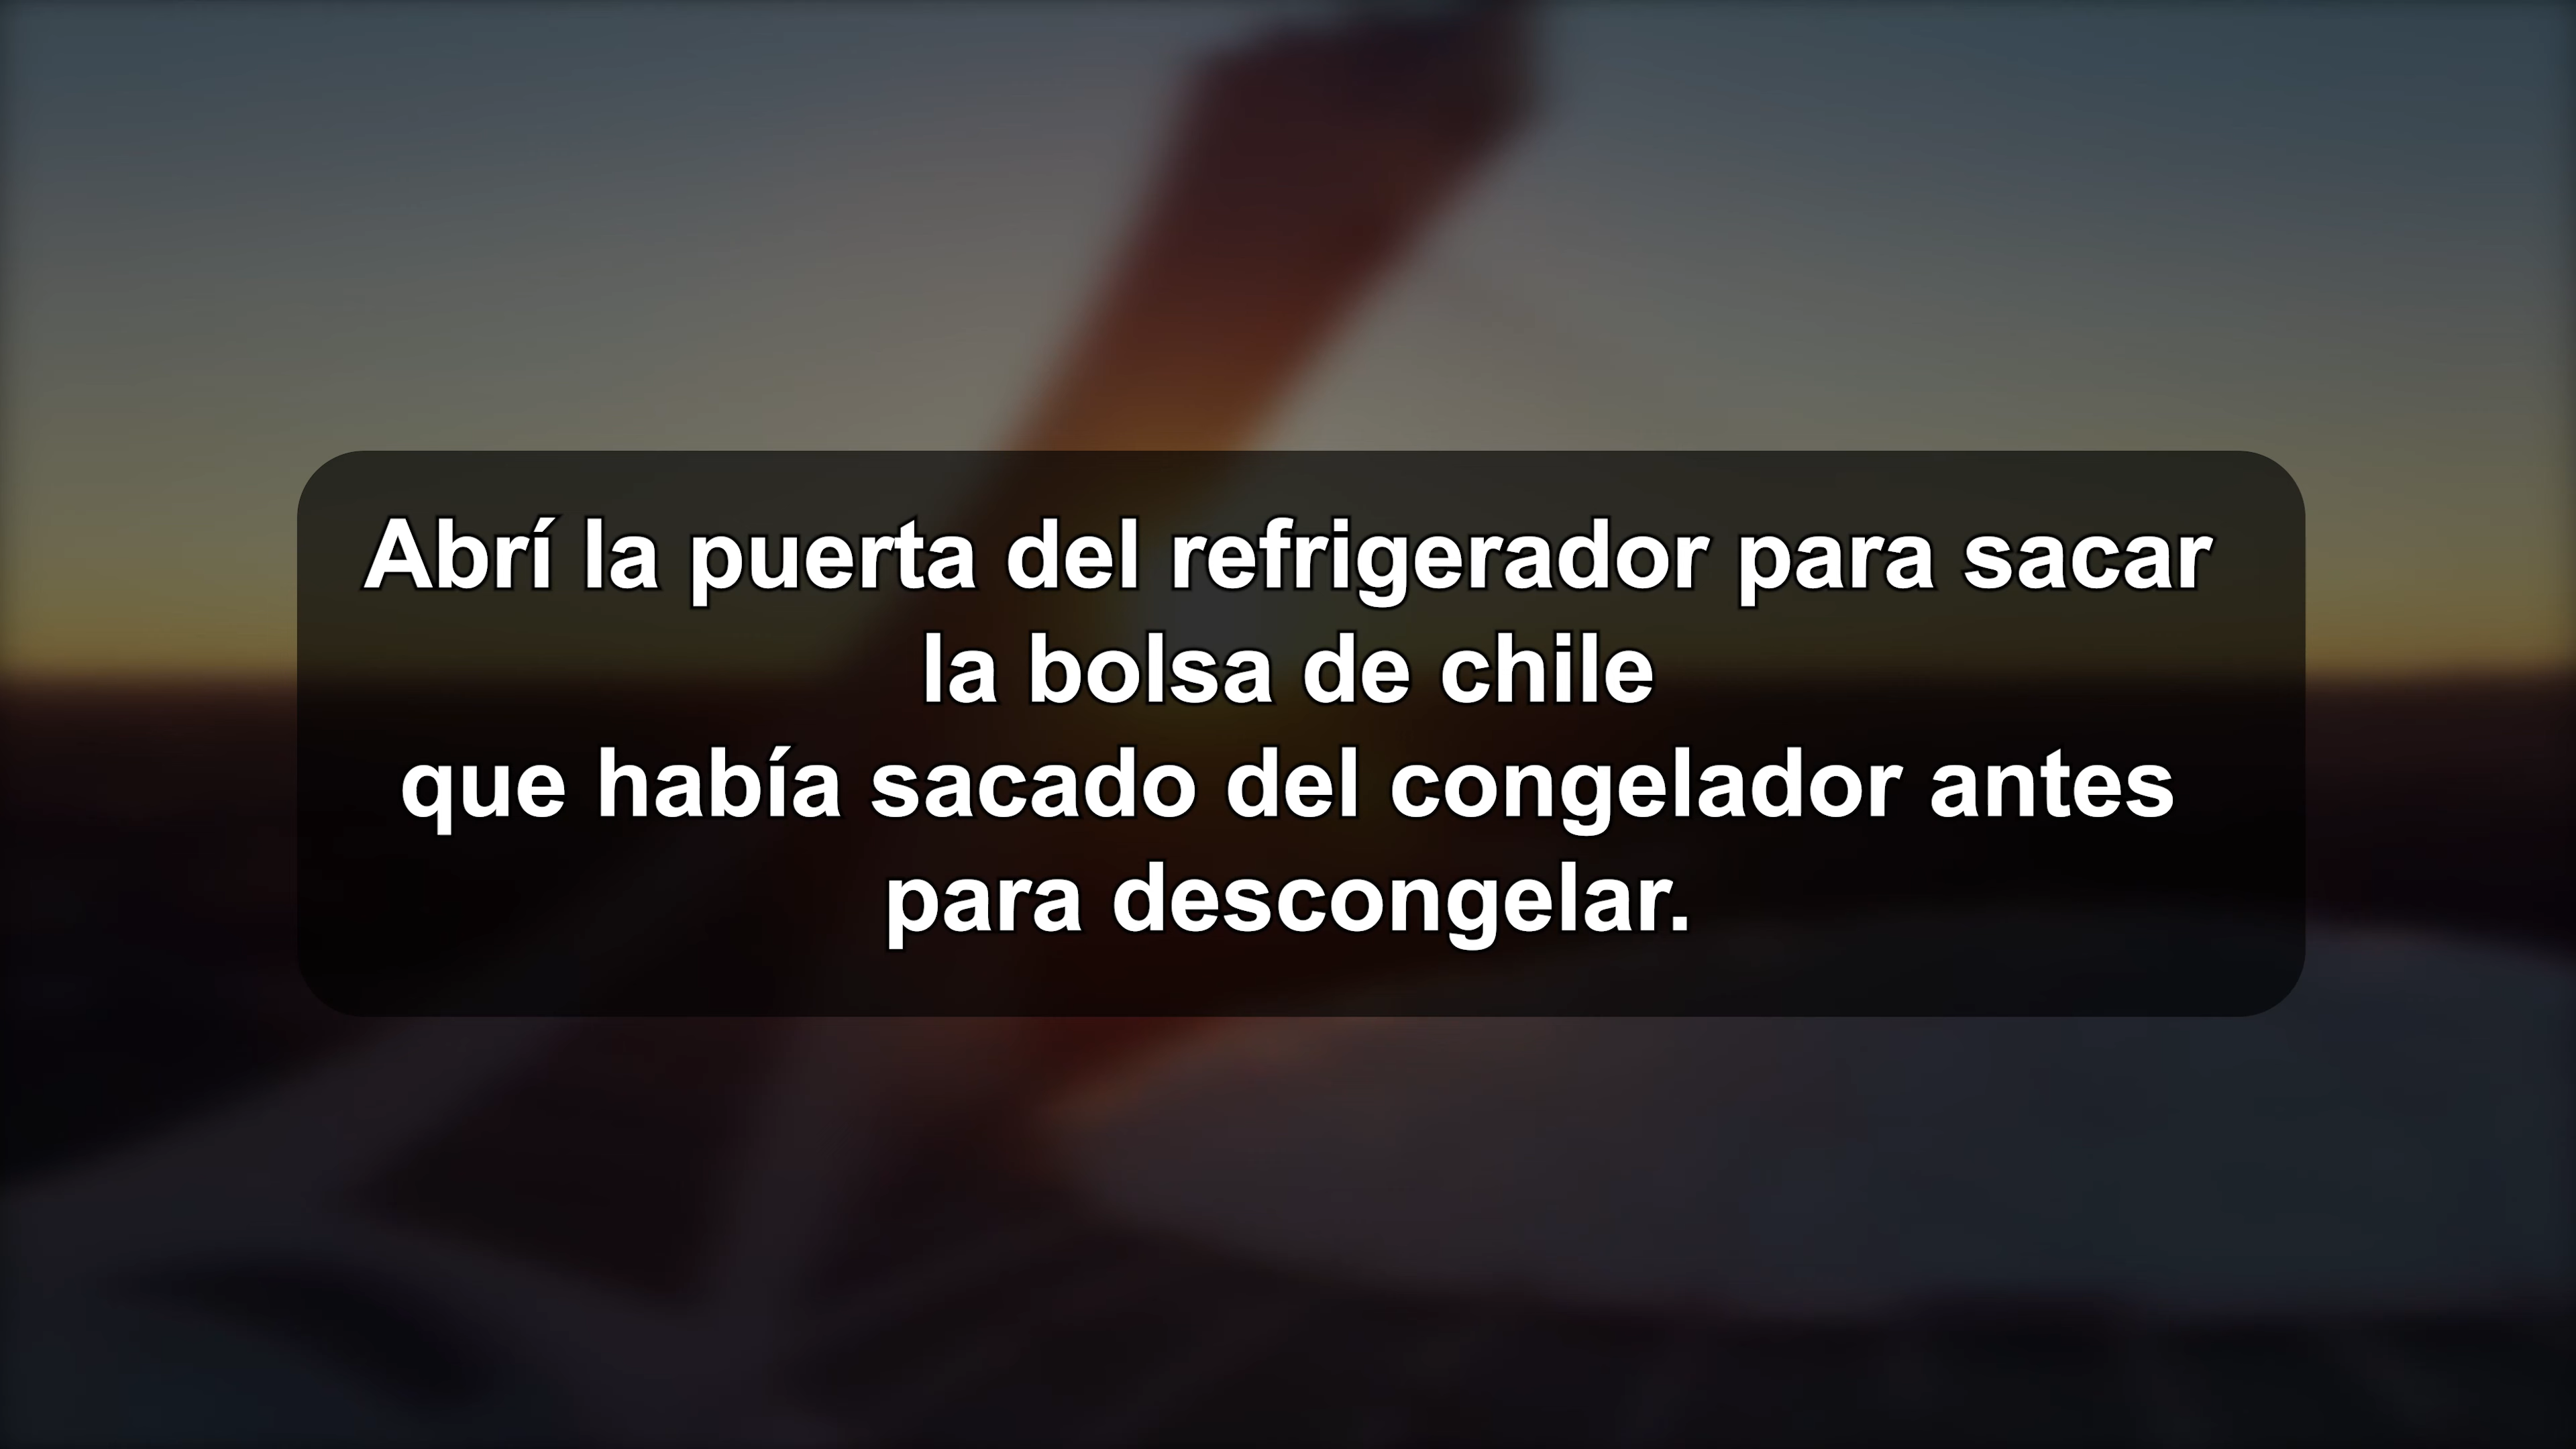 Abrí la puerta del refrigerador para sacar
la bolsa de chile
que había sacado del congelador antes
para descongelar.